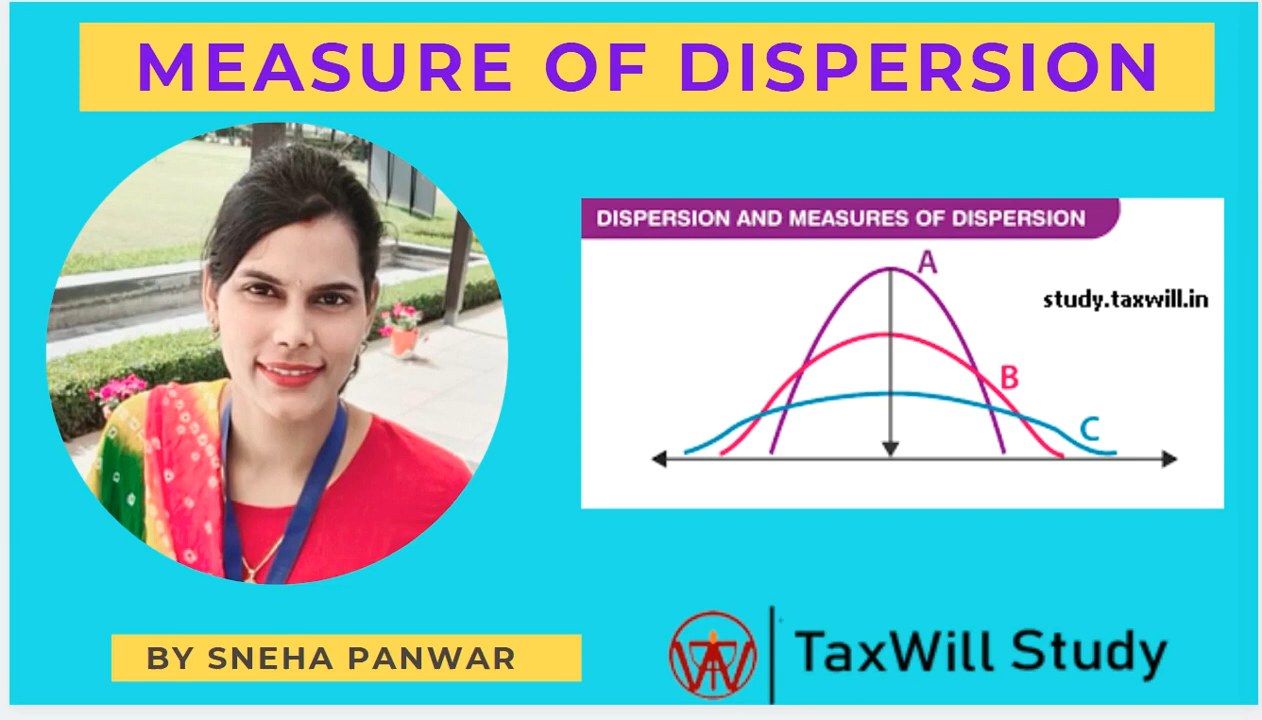 MEASURE OF DISPERSION
DISPERSION AND MEASURES OF DISPERSION
A
study.taxwill.in
B
C
BY SNEHA PANWAR
TaxWill Study